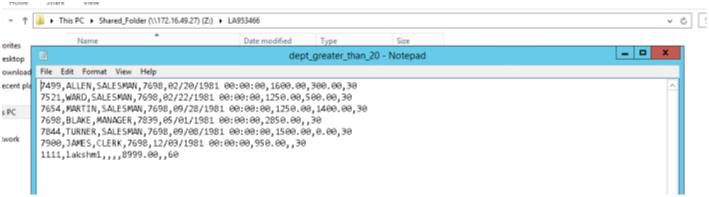 Home Share View
This PC › Shared_Folder (\\172.16.49.27) (Z:) › LA953466
Name Date modified Type Size
dept_greater_than_20 - Notepad
File Edit Format View Help
7499,ALLEN,SALESMAN,7698,02/20/1981 00:00:00,1600.00,300.00,30
7521,WARD,SALESMAN,7698,02/22/1981 00:00:00,1250.00,500.00,30
7654,MARTIN,SALESMAN,7698,09/28/1981 00:00:00,1250.00,1400.00,30
7698,BLAKE,MANAGER,7839,05/01/1981 00:00:00,2850.00,,30
7844,TURNER,SALESMAN,7698,09/08/1981 00:00:00,1500.00,0.00,30
7900,JAMES,CLERK,7698,12/03/1981 00:00:00,950.00,,30
1111,lakshmi,,,,8999.00,,60
orites
esktop
ownload
ecent pla
s PC
twork